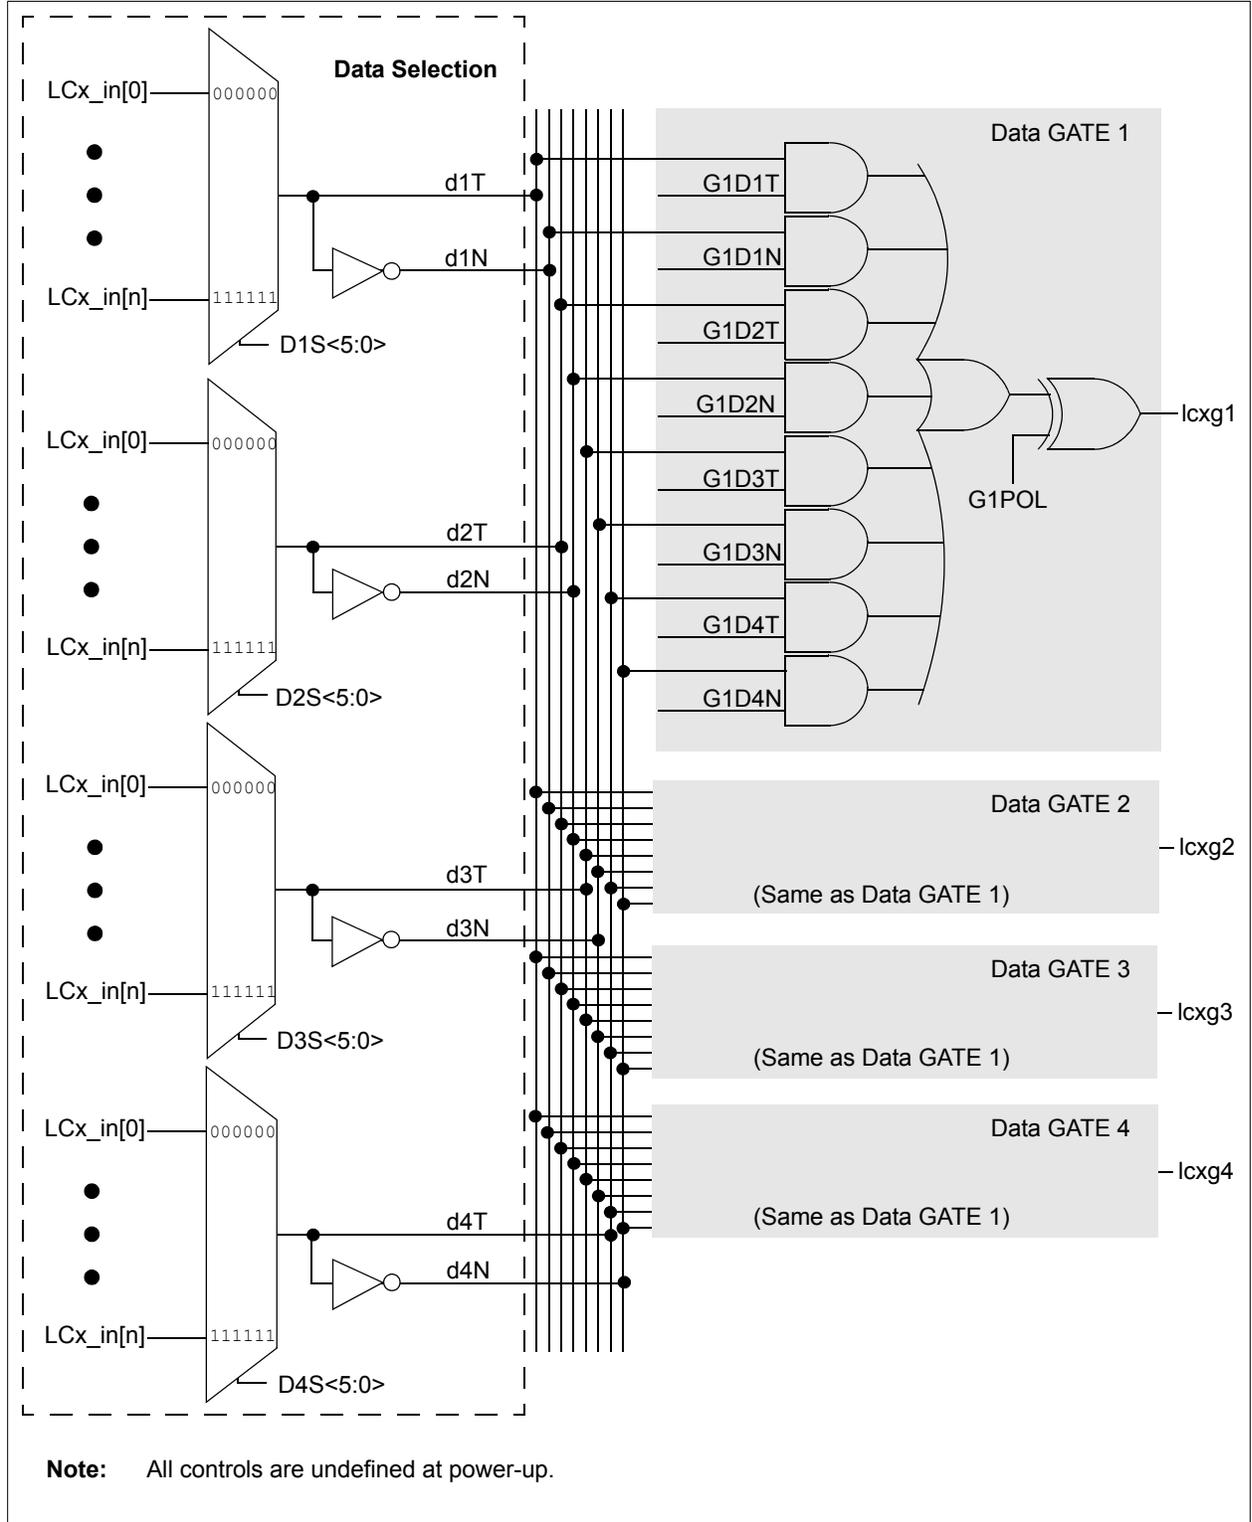 Data Selection
LCx_in[0]
000000
d1T
d1N
LCx_in[n]
111111
D1S<5:0>
LCx_in[0]
000000
d2T
d2N
LCx_in[n]
111111
D2S<5:0>
LCx_in[0]
000000
d3T
d3N
LCx_in[n]
111111
D3S<5:0>
LCx_in[0]
000000
d4T
d4N
LCx_in[n]
111111
D4S<5:0>
Data GATE 1
G1D1T
G1D1N
G1D2T
G1D2N
G1D3T
G1D3N
G1D4T
G1D4N
G1POL
lcxg1
Data GATE 2
(Same as Data GATE 1)
lcxg2
Data GATE 3
(Same as Data GATE 1)
lcxg3
Data GATE 4
(Same as Data GATE 1)
lcxg4
Note: All controls are undefined at power-up.